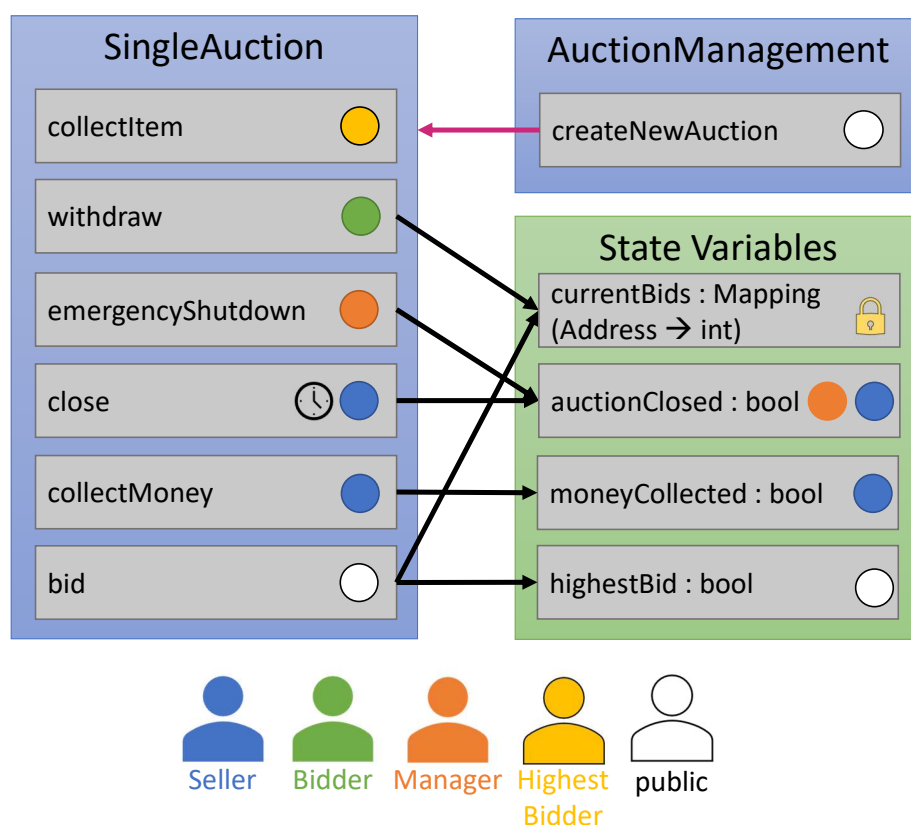 SingleAuction
collectItem
withdraw
emergencyShutdown
close
collectMoney
bid
AuctionManagement
createNewAuction
State Variables
currentBids : Mapping
(Address → int)
auctionClosed : bool
moneyCollected : bool
highestBid : bool
Seller
Bidder
Manager
Highest
Bidder
public